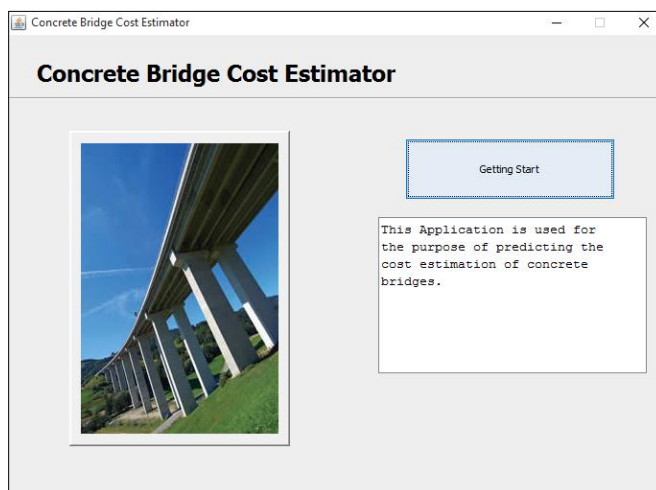 Concrete Bridge Cost Estimator
Concrete Bridge Cost Estimator
Getting Start
This Application is used for
the purpose of predicting the
cost estimation of concrete
bridges.